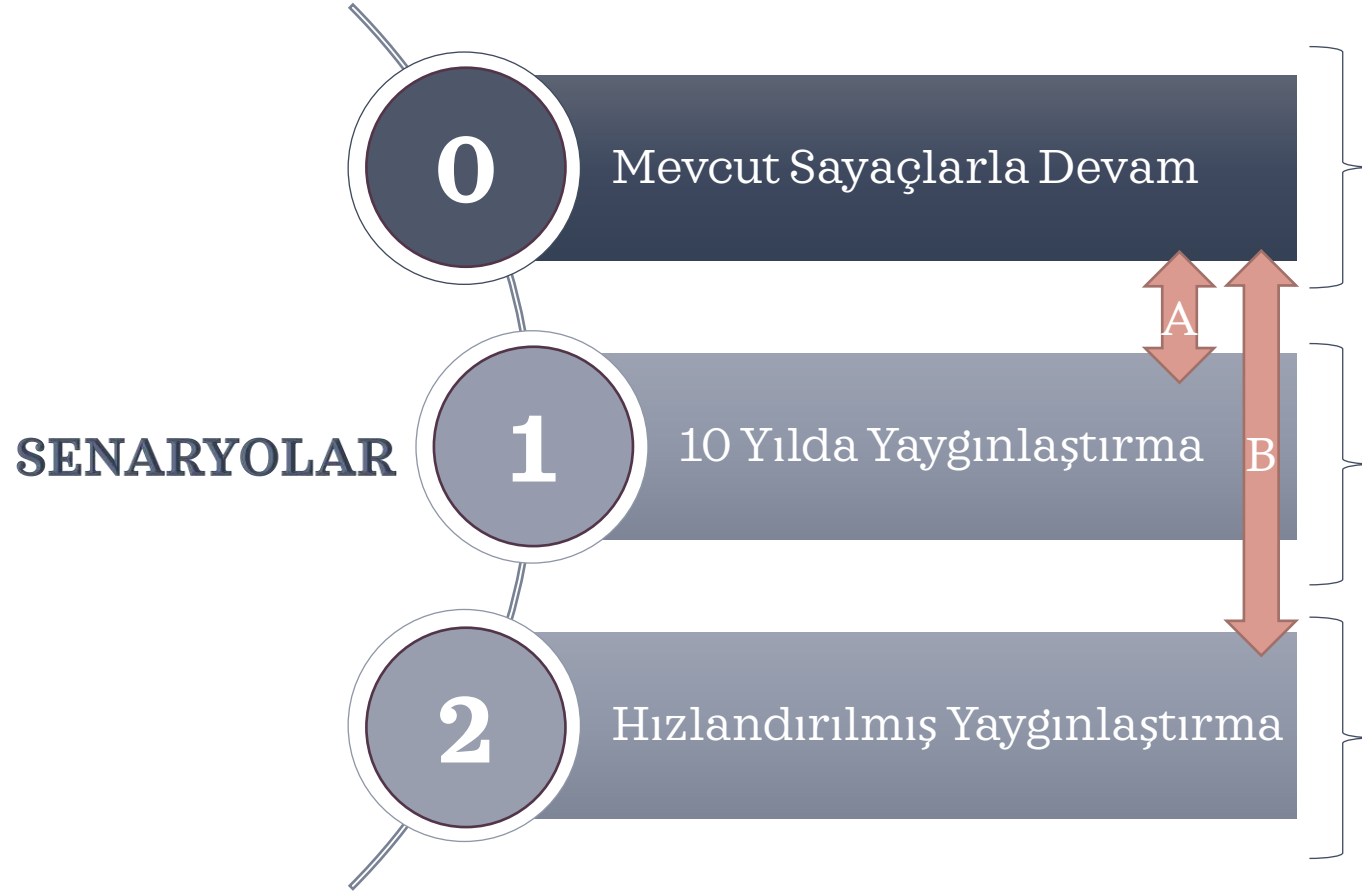 0
Mevcut Sayaçlarla Devam
A
SENARYOLAR
1
10 Yılda Yaygınlaştırma
B
2
Hızlandırılmış Yaygınlaştırma